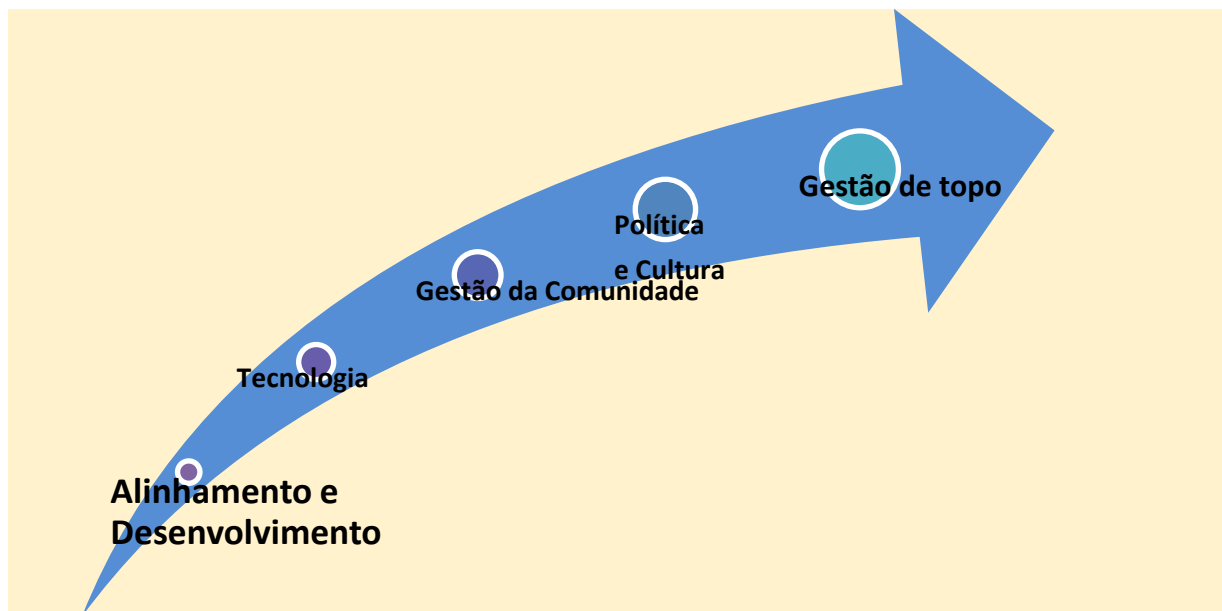 Gestão de topo
Política
e Cultura
Gestão da Comunidade
Tecnologia
Alinhamento e
Desenvolvimento